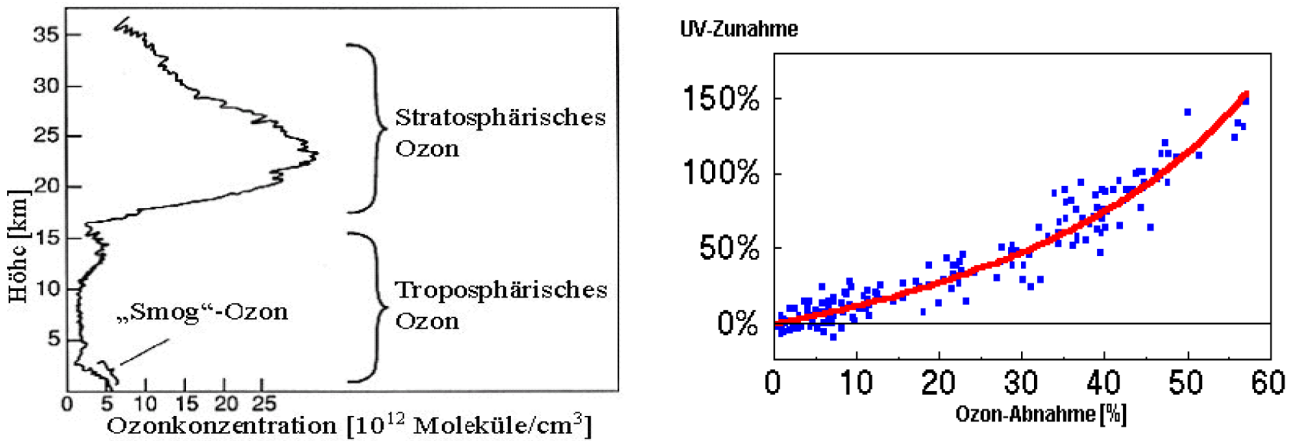 35
30
25
20
15
10
5
Höhe [km]
Stratosphärisches
Ozon
Troposphärisches
Ozon
„Smog“-Ozon
0 5 10 15 20 25
Ozonkonzentration [10¹² Moleküle/cm³]
UV-Zunahme
150%
100%
50%
0%
0 10 20 30 40 50 60
Ozon-Abnahme [%]